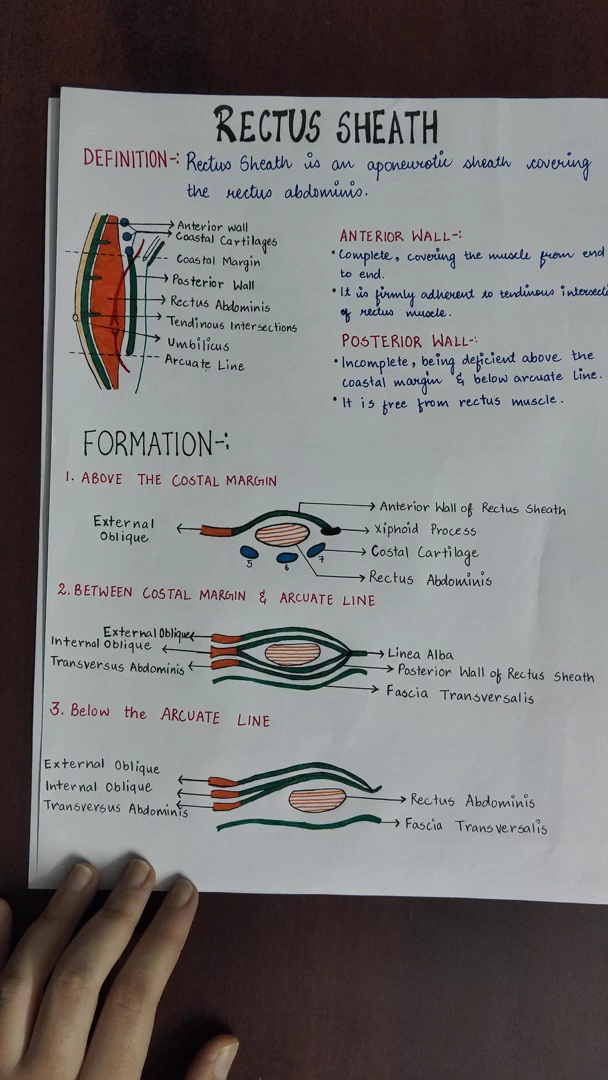 RECTUS SHEATH
DEFINITION-: Rectus Sheath is an aponeurotic sheath covering
the rectus abdominis.
Anterior wall
Coastal Cartilages
Coastal Margin
Posterior Wall
Rectus Abdominis
Tendinous Intersections
Umbilicus
Arcuate Line
ANTERIOR WALL-:
• Complete, covering the muscle from end
to end.
• It is firmly adherent to tendinous intersecti
of rectus muscle.
POSTERIOR WALL-:
• Incomplete, being deficient above the
coastal margin & below arcuate line.
• It is free from rectus muscle.
FORMATION-:
1. ABOVE THE COSTAL MARGIN
External
Oblique
Anterior Wall of Rectus Sheath
Xiphoid Process
Costal Cartilage
Rectus Abdominis
5
6
7
2. BETWEEN COSTAL MARGIN & ARCUATE LINE
External Oblique
Internal Oblique
Transversus Abdominis
Linea Alba
Posterior Wall of Rectus Sheath
Fascia Transversalis
3. Below the ARCUATE LINE
External Oblique
Internal Oblique
Transversus Abdominis
Rectus Abdominis
Fascia Transversalis